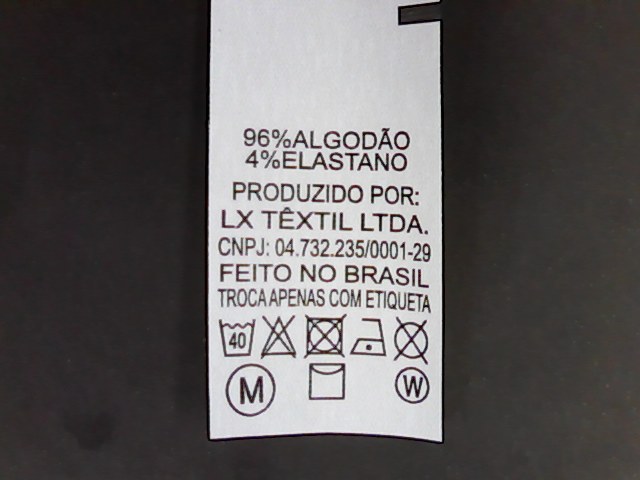 96%ALGODÃO
4%ELASTANO
PRODUZIDO POR:
LX TÊXTIL LTDA.
CNPJ: 04.732.235/0001-29
FEITO NO BRASIL
TROCA APENAS COM ETIQUETA
40
M W